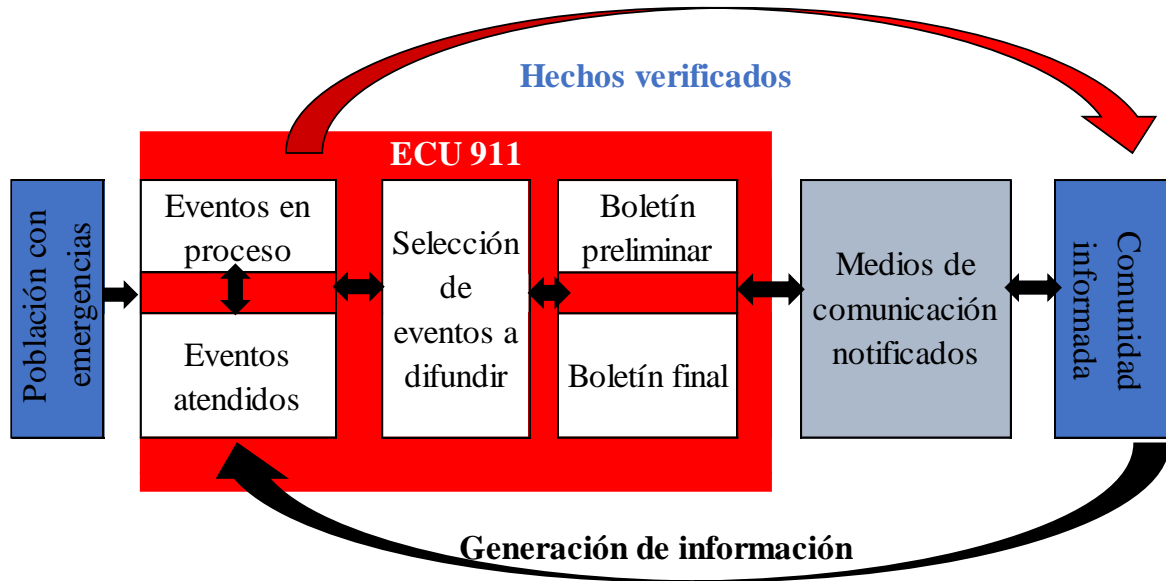 Hechos verificados
ECU 911
Población con
emergencias
Eventos en
proceso
Eventos
atendidos
Selección
de
eventos a
difundir
Boletín
preliminar
Boletín final
Medios de
comunicación
notificados
Comunidad
informada
Generación de información